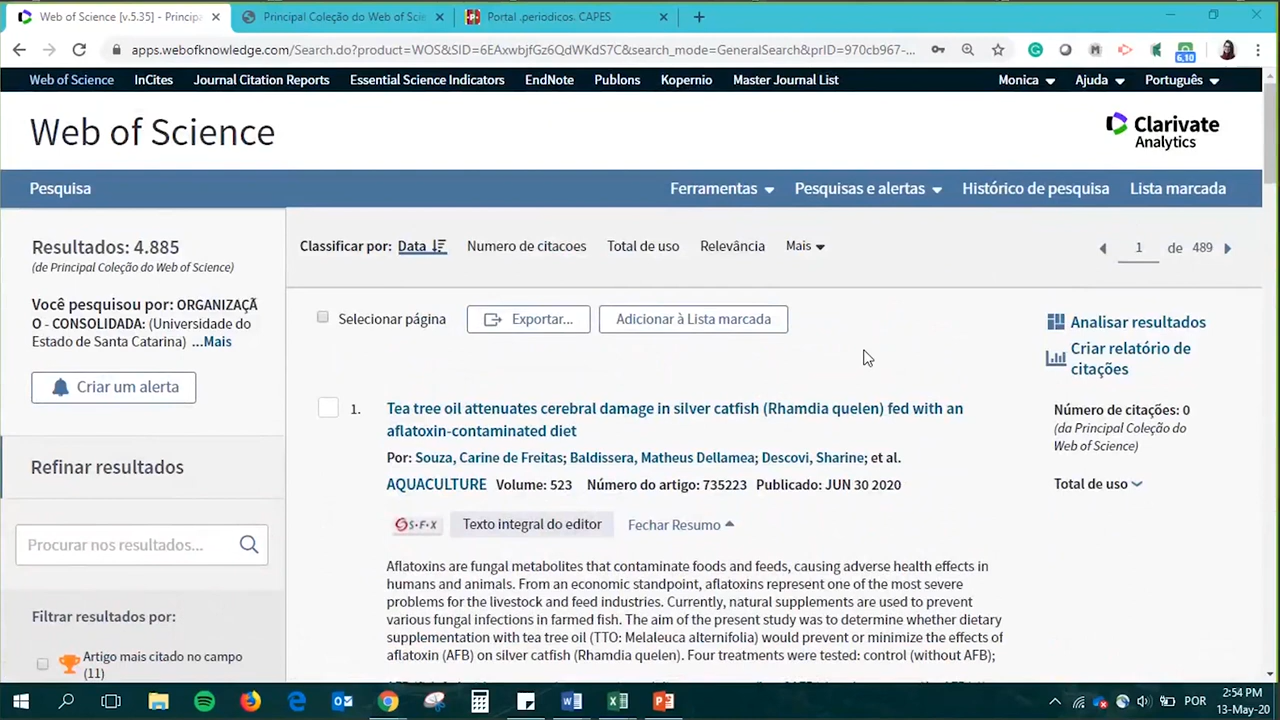 Web of Science [v.5.35] - Principa
Principal Coleção do Web of Scie
Portal .periodicos. CAPES
apps.webofknowledge.com/Search.do?product=WOS&SID=6EAxwbjfGz6QdWKdS7C&search_mode=GeneralSearch&prID=970cb967-...
6,10
Web of Science InCites Journal Citation Reports Essential Science Indicators EndNote Publons Kopernio Master Journal List Monica Ajuda Português
Web of Science
Clarivate
Analytics
Pesquisa Ferramentas Pesquisas e alertas Histórico de pesquisa Lista marcada
Resultados: 4.885
(de Principal Coleção do Web of Science)
Você pesquisou por: ORGANIZAÇÃ
O - CONSOLIDADA: (Universidade do
Estado de Santa Catarina) ...Mais
Criar um alerta
Refinar resultados
Procurar nos resultados...
Filtrar resultados por:
Artigo mais citado no campo
(11)
Classificar por: Data Numero de citacoes Total de uso Relevância Mais
1 de 489
Selecionar página Exportar... Adicionar à Lista marcada
1. Tea tree oil attenuates cerebral damage in silver catfish (Rhamdia quelen) fed with an
aflatoxin-contaminated diet
Por: Souza, Carine de Freitas; Baldissera, Matheus Dellamea; Descovi, Sharine; et al.
AQUACULTURE Volume: 523 Número do artigo: 735223 Publicado: JUN 30 2020
S·F·X Texto integral do editor Fechar Resumo
Aflatoxins are fungal metabolites that contaminate foods and feeds, causing adverse health effects in
humans and animals. From an economic standpoint, aflatoxins represent one of the most severe
problems for the livestock and feed industries. Currently, natural supplements are used to prevent
various fungal infections in farmed fish. The aim of the present study was to determine whether dietary
supplementation with tea tree oil (TTO: Melaleuca alternifolia) would prevent or minimize the effects of
aflatoxin (AFB) on silver catfish (Rhamdia quelen). Four treatments were tested: control (without AFB);
Analisar resultados
Criar relatório de
citações
Número de citações: 0
(da Principal Coleção do
Web of Science)
Total de uso
POR
2:54 PM
13-May-20